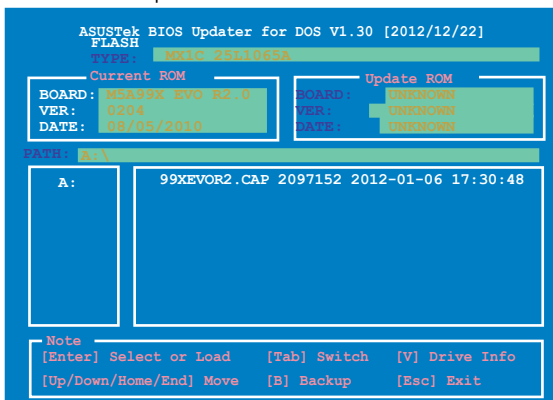 ASUSTek BIOS Updater for DOS V1.30 [2012/12/22]
FLASH
TYPE: MX1C 25L1065A
Current ROM
BOARD: M5A99X EVO R2.0
VER: 0204
DATE: 08/05/2010
Update ROM
BOARD: UNKNOWN
VER: UNKNOWN
DATE: UNKNOWN
PATH: A:\
A:
99XEVOR2.CAP 2097152 2012-01-06 17:30:48
Note
[Enter] Select or Load [Tab] Switch [V] Drive Info
[Up/Down/Home/End] Move [B] Backup [Esc] Exit